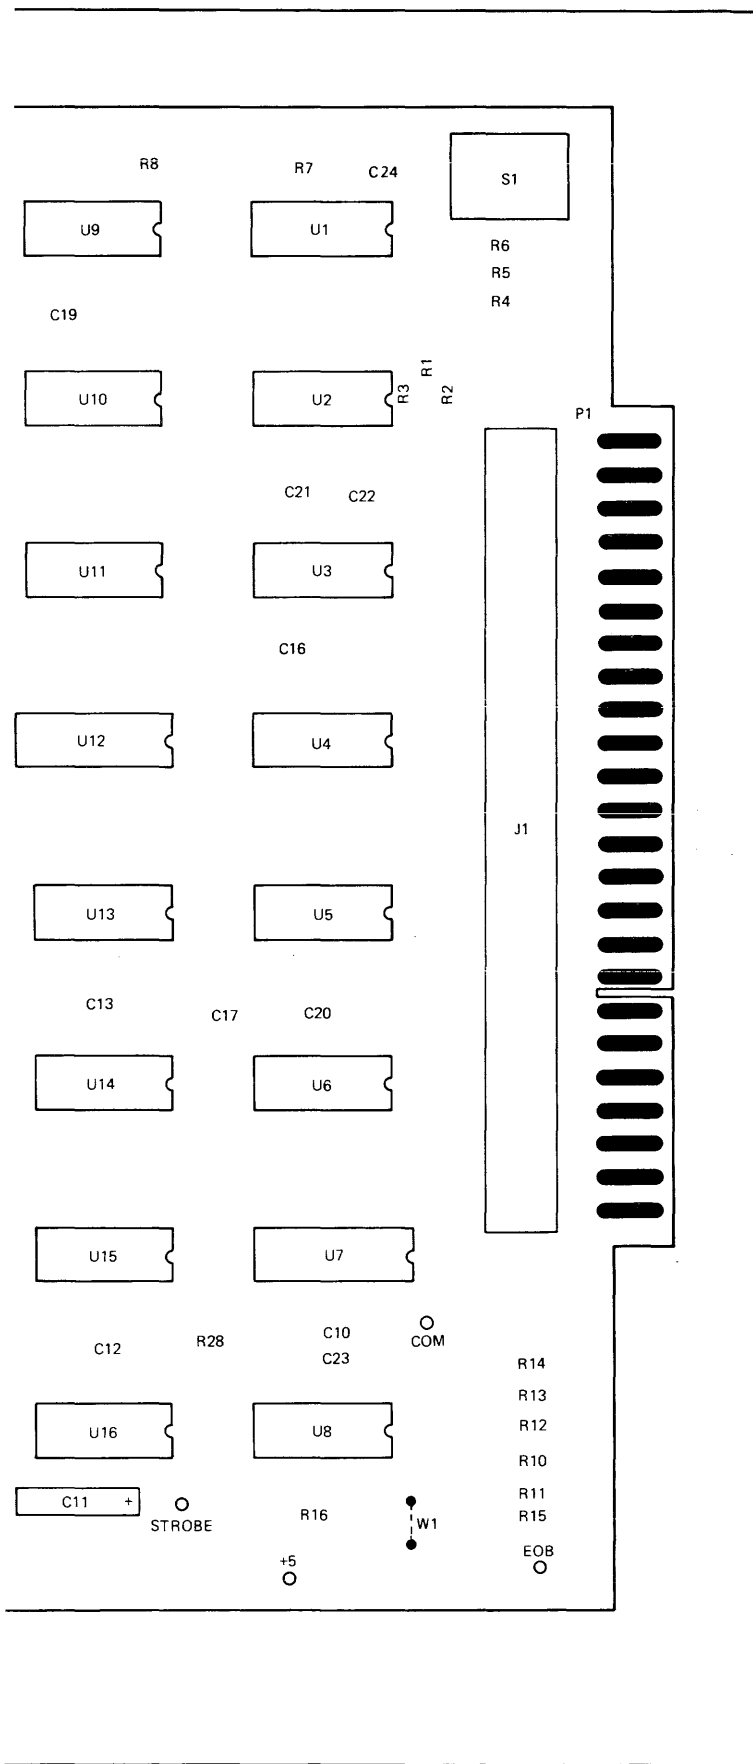 R8
R7
C24
S1
U9
U1
R6
R5
R4
C19
R1
R3
R2
U10
U2
P1
C21
C22
U11
U3
C16
U12
U4
J1
U13
U5
C13
C17
C20
U14
U6
U15
U7
C10
COM
C12
R28
C23
R14
R13
R12
U16
U8
R10
R11
C11 +
STROBE
R16
W1
R15
EOB
+5